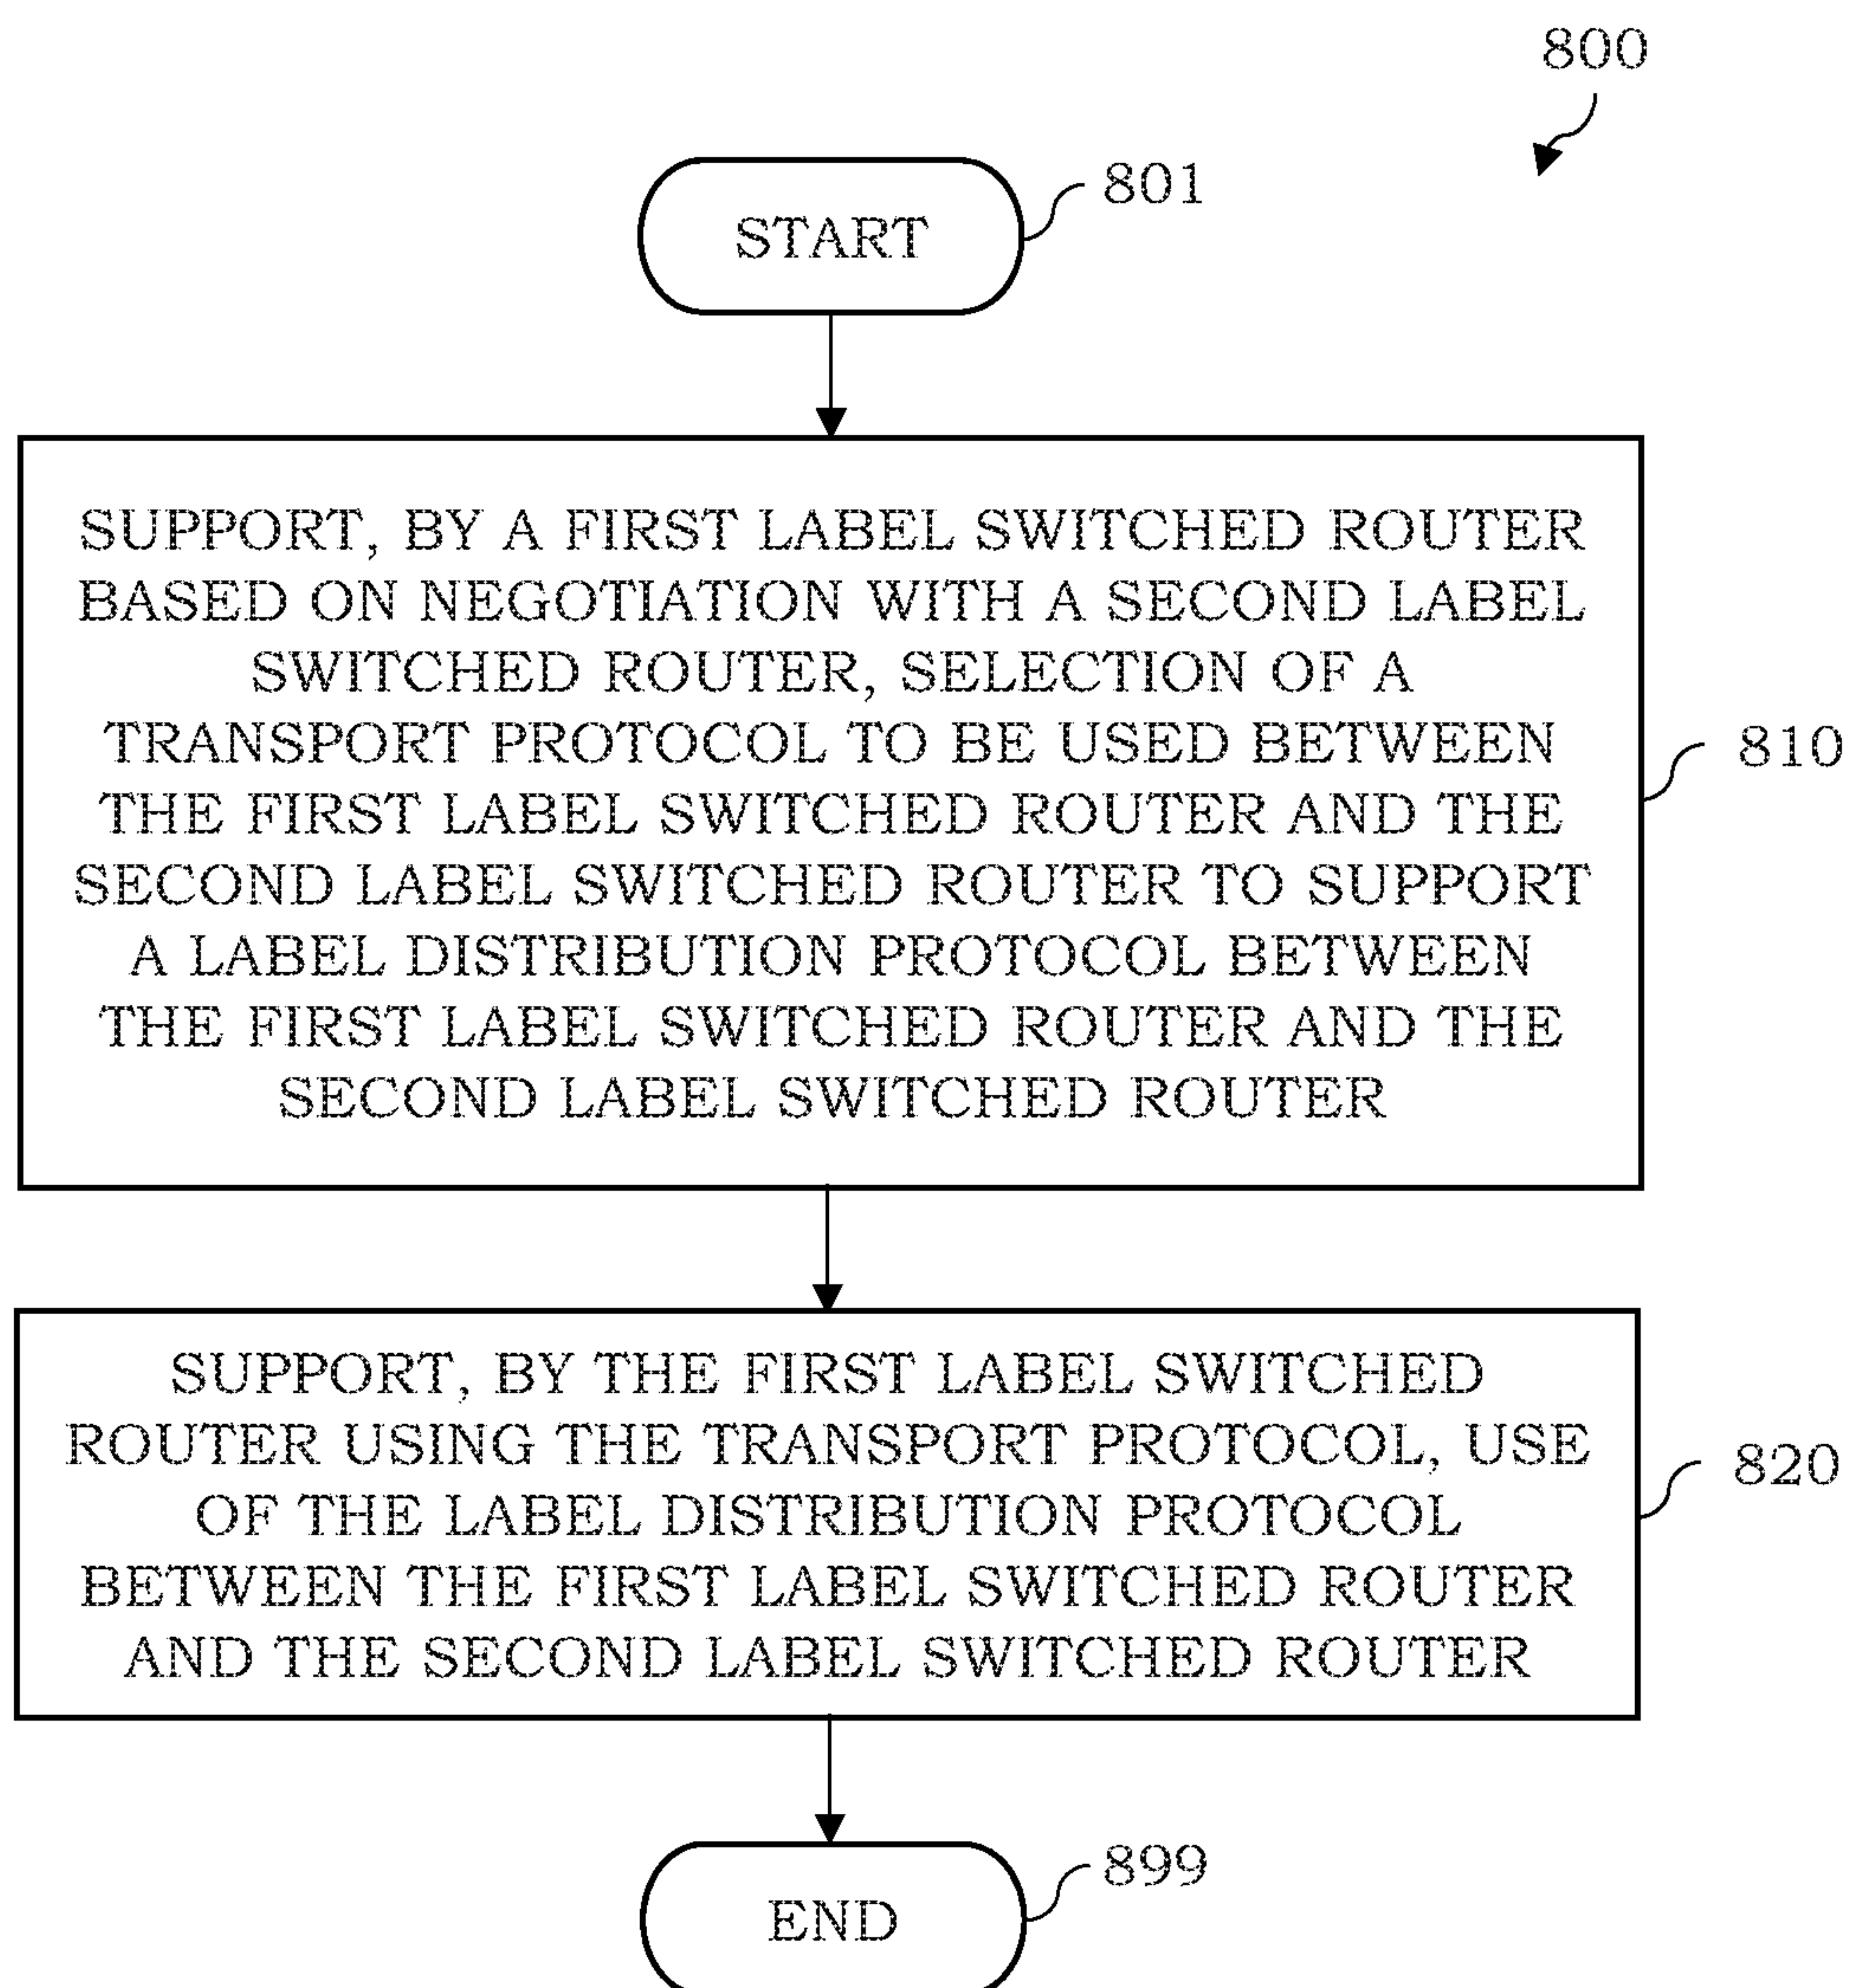 800
801
START
SUPPORT, BY A FIRST LABEL SWITCHED ROUTER
BASED ON NEGOTIATION WITH A SECOND LABEL
SWITCHED ROUTER, SELECTION OF A
TRANSPORT PROTOCOL TO BE USED BETWEEN
THE FIRST LABEL SWITCHED ROUTER AND THE
SECOND LABEL SWITCHED ROUTER TO SUPPORT
A LABEL DISTRIBUTION PROTOCOL BETWEEN
THE FIRST LABEL SWITCHED ROUTER AND THE
SECOND LABEL SWITCHED ROUTER
810
SUPPORT, BY THE FIRST LABEL SWITCHED
ROUTER USING THE TRANSPORT PROTOCOL, USE
OF THE LABEL DISTRIBUTION PROTOCOL
BETWEEN THE FIRST LABEL SWITCHED ROUTER
AND THE SECOND LABEL SWITCHED ROUTER
820
899
END